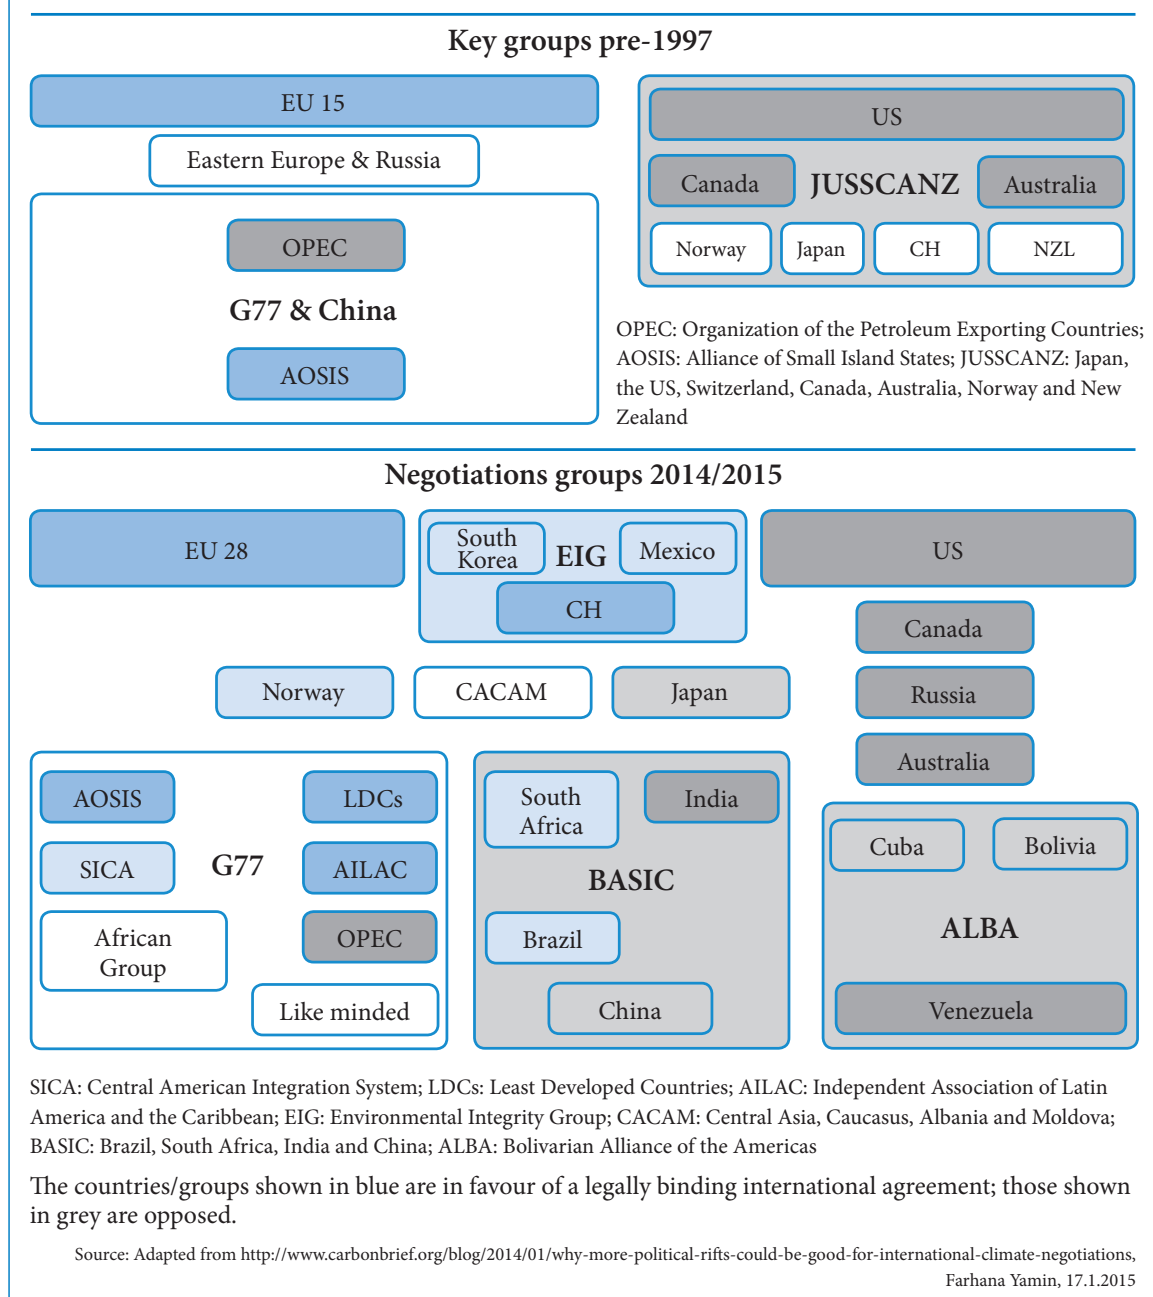 Key groups pre-1997
EU 15
Eastern Europe & Russia
OPEC
G77 & China
AOSIS
US
Canada
JUSSCANZ
Australia
Norway
Japan
CH
NZL
OPEC: Organization of the Petroleum Exporting Countries;
AOSIS: Alliance of Small Island States; JUSSCANZ: Japan,
the US, Switzerland, Canada, Australia, Norway and New
Zealand
Negotiations groups 2014/2015
EU 28
South
Korea
EIG
Mexico
CH
US
Canada
Norway
CACAM
Japan
Russia
Australia
AOSIS
LDCs
SICA
G77
AILAC
African
Group
OPEC
Like minded
South
Africa
India
BASIC
Brazil
China
Cuba
Bolivia
ALBA
Venezuela
SICA: Central American Integration System; LDCs: Least Developed Countries; AILAC: Independent Association of Latin
America and the Caribbean; EIG: Environmental Integrity Group; CACAM: Central Asia, Caucasus, Albania and Moldova;
BASIC: Brazil, South Africa, India and China; ALBA: Bolivarian Alliance of the Americas
The countries/groups shown in blue are in favour of a legally binding international agreement; those shown
in grey are opposed.
Source: Adapted from http://www.carbonbrief.org/blog/2014/01/why-more-political-rifts-could-be-good-for-international-climate-negotiations,
Farhana Yamin, 17.1.2015